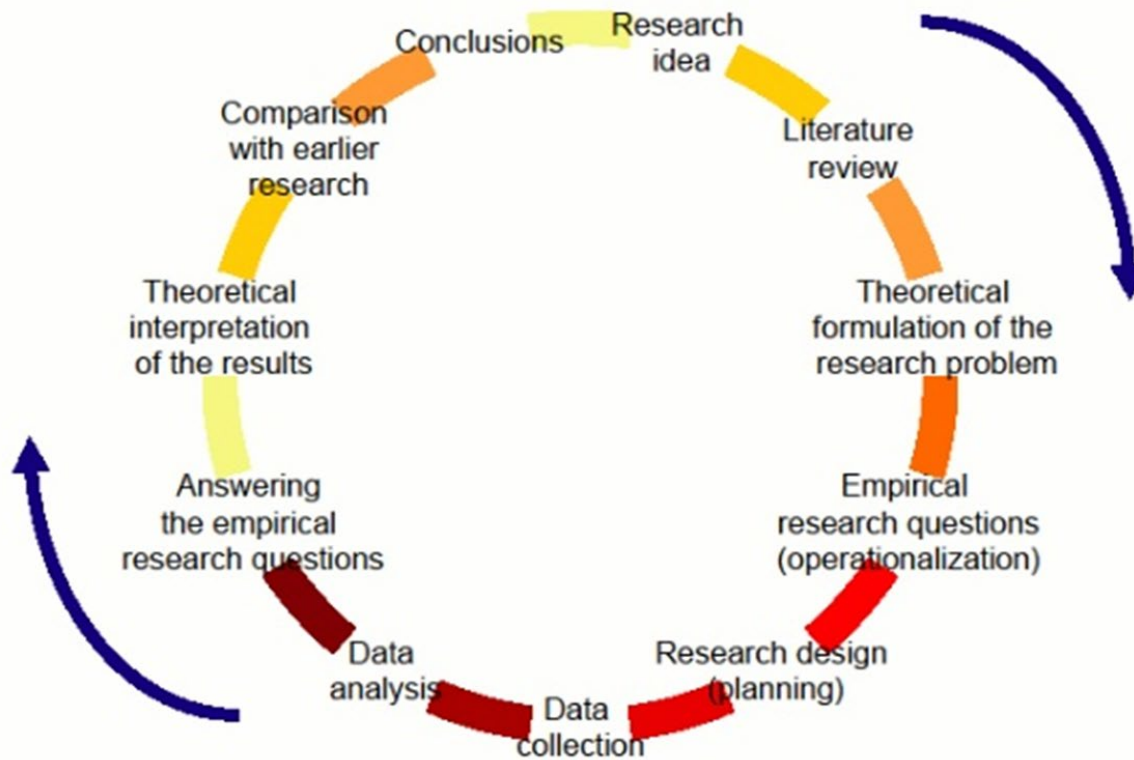 Research
idea
Literature
review
Theoretical
formulation of the
research problem
Empirical
research questions
(operationalization)
Research design
(planning)
Data
collection
Data
analysis
Answering
the empirical
research questions
Theoretical
interpretation
of the results
Comparison
with earlier
research
Conclusions